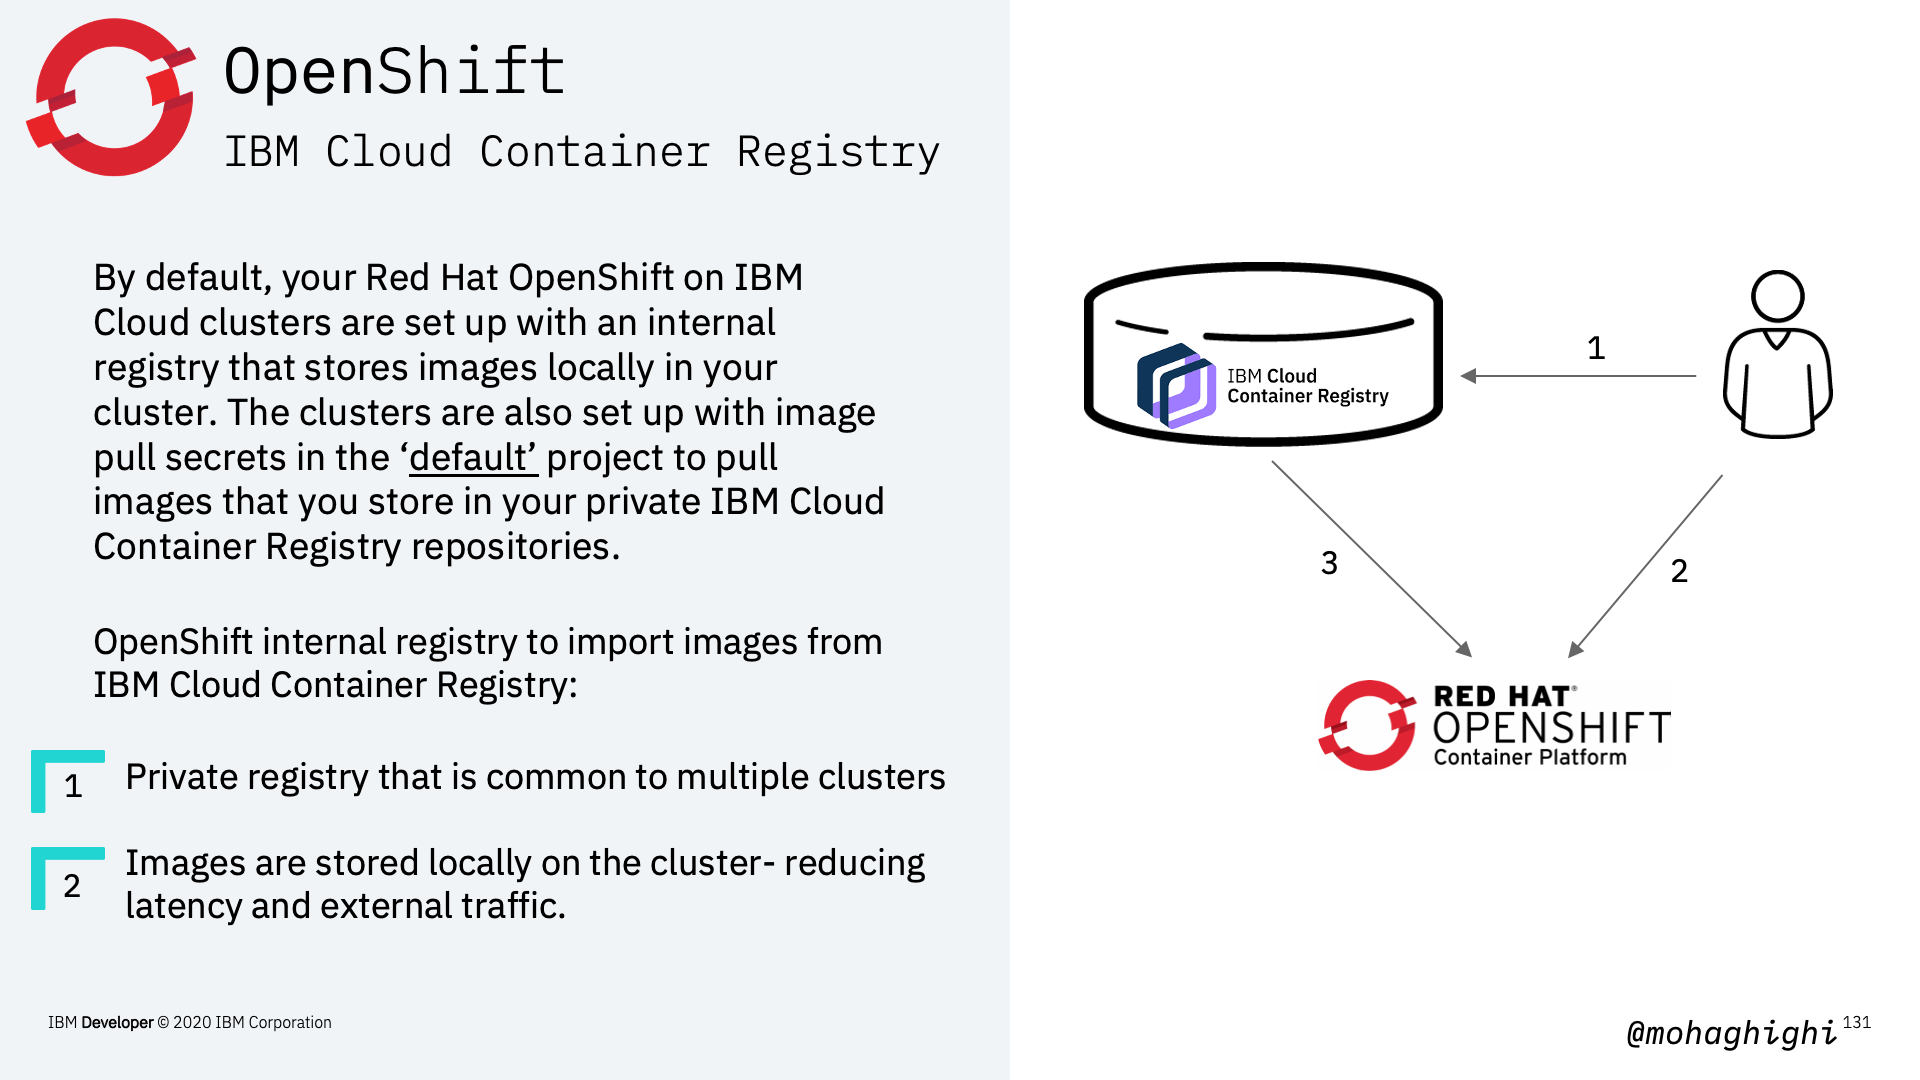 OpenShift
IBM Cloud Container Registry
By default, your Red Hat OpenShift on IBM
Cloud clusters are set up with an internal
registry that stores images locally in your
cluster. The clusters are also set up with image
pull secrets in the ‘default’ project to pull
images that you store in your private IBM Cloud
Container Registry repositories.
OpenShift internal registry to import images from
IBM Cloud Container Registry:
1 Private registry that is common to multiple clusters
2 Images are stored locally on the cluster- reducing
latency and external traffic.
IBM Cloud
Container Registry
1
3
2
RED HAT®
OPENSHIFT
Container Platform
IBM Developer © 2020 IBM Corporation
@mohaghighi 131